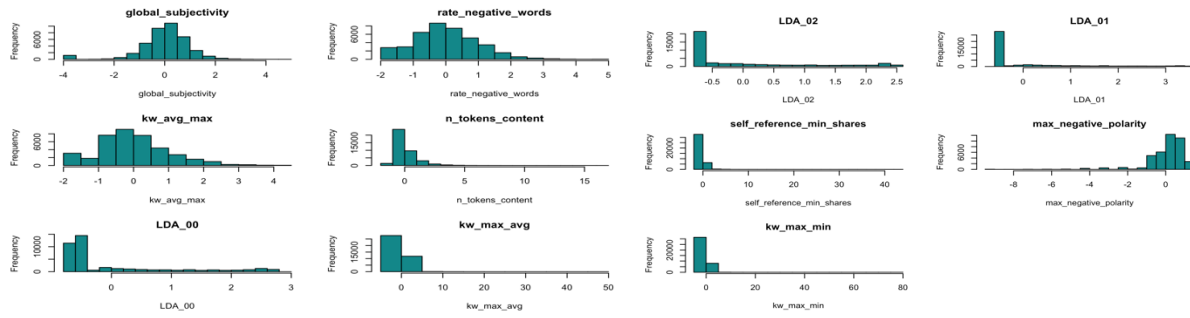 global_subjectivity
Frequency
0 6000
-4 -2 0 2 4
global_subjectivity
rate_negative_words
Frequency
0 6000
-2 -1 0 1 2 3 4 5
rate_negative_words
LDA_02
Frequency
0 15000
-0.5 0.0 0.5 1.0 1.5 2.0 2.5
LDA_02
LDA_01
Frequency
0 15000
0 1 2 3
LDA_01
kw_avg_max
Frequency
0 6000
-2 -1 0 1 2 3 4
kw_avg_max
n_tokens_content
Frequency
0 15000
0 5 10 15
n_tokens_content
self_reference_min_shares
Frequency
0 20000
0 10 20 30 40
self_reference_min_shares
max_negative_polarity
Frequency
0 6000
-8 -6 -4 -2 0
max_negative_polarity
LDA_00
Frequency
0 10000
0 1 2 3
LDA_00
kw_max_avg
Frequency
0 15000
0 10 20 30 40 50
kw_max_avg
kw_max_min
Frequency
0 20000
0 20 40 60 80
kw_max_min